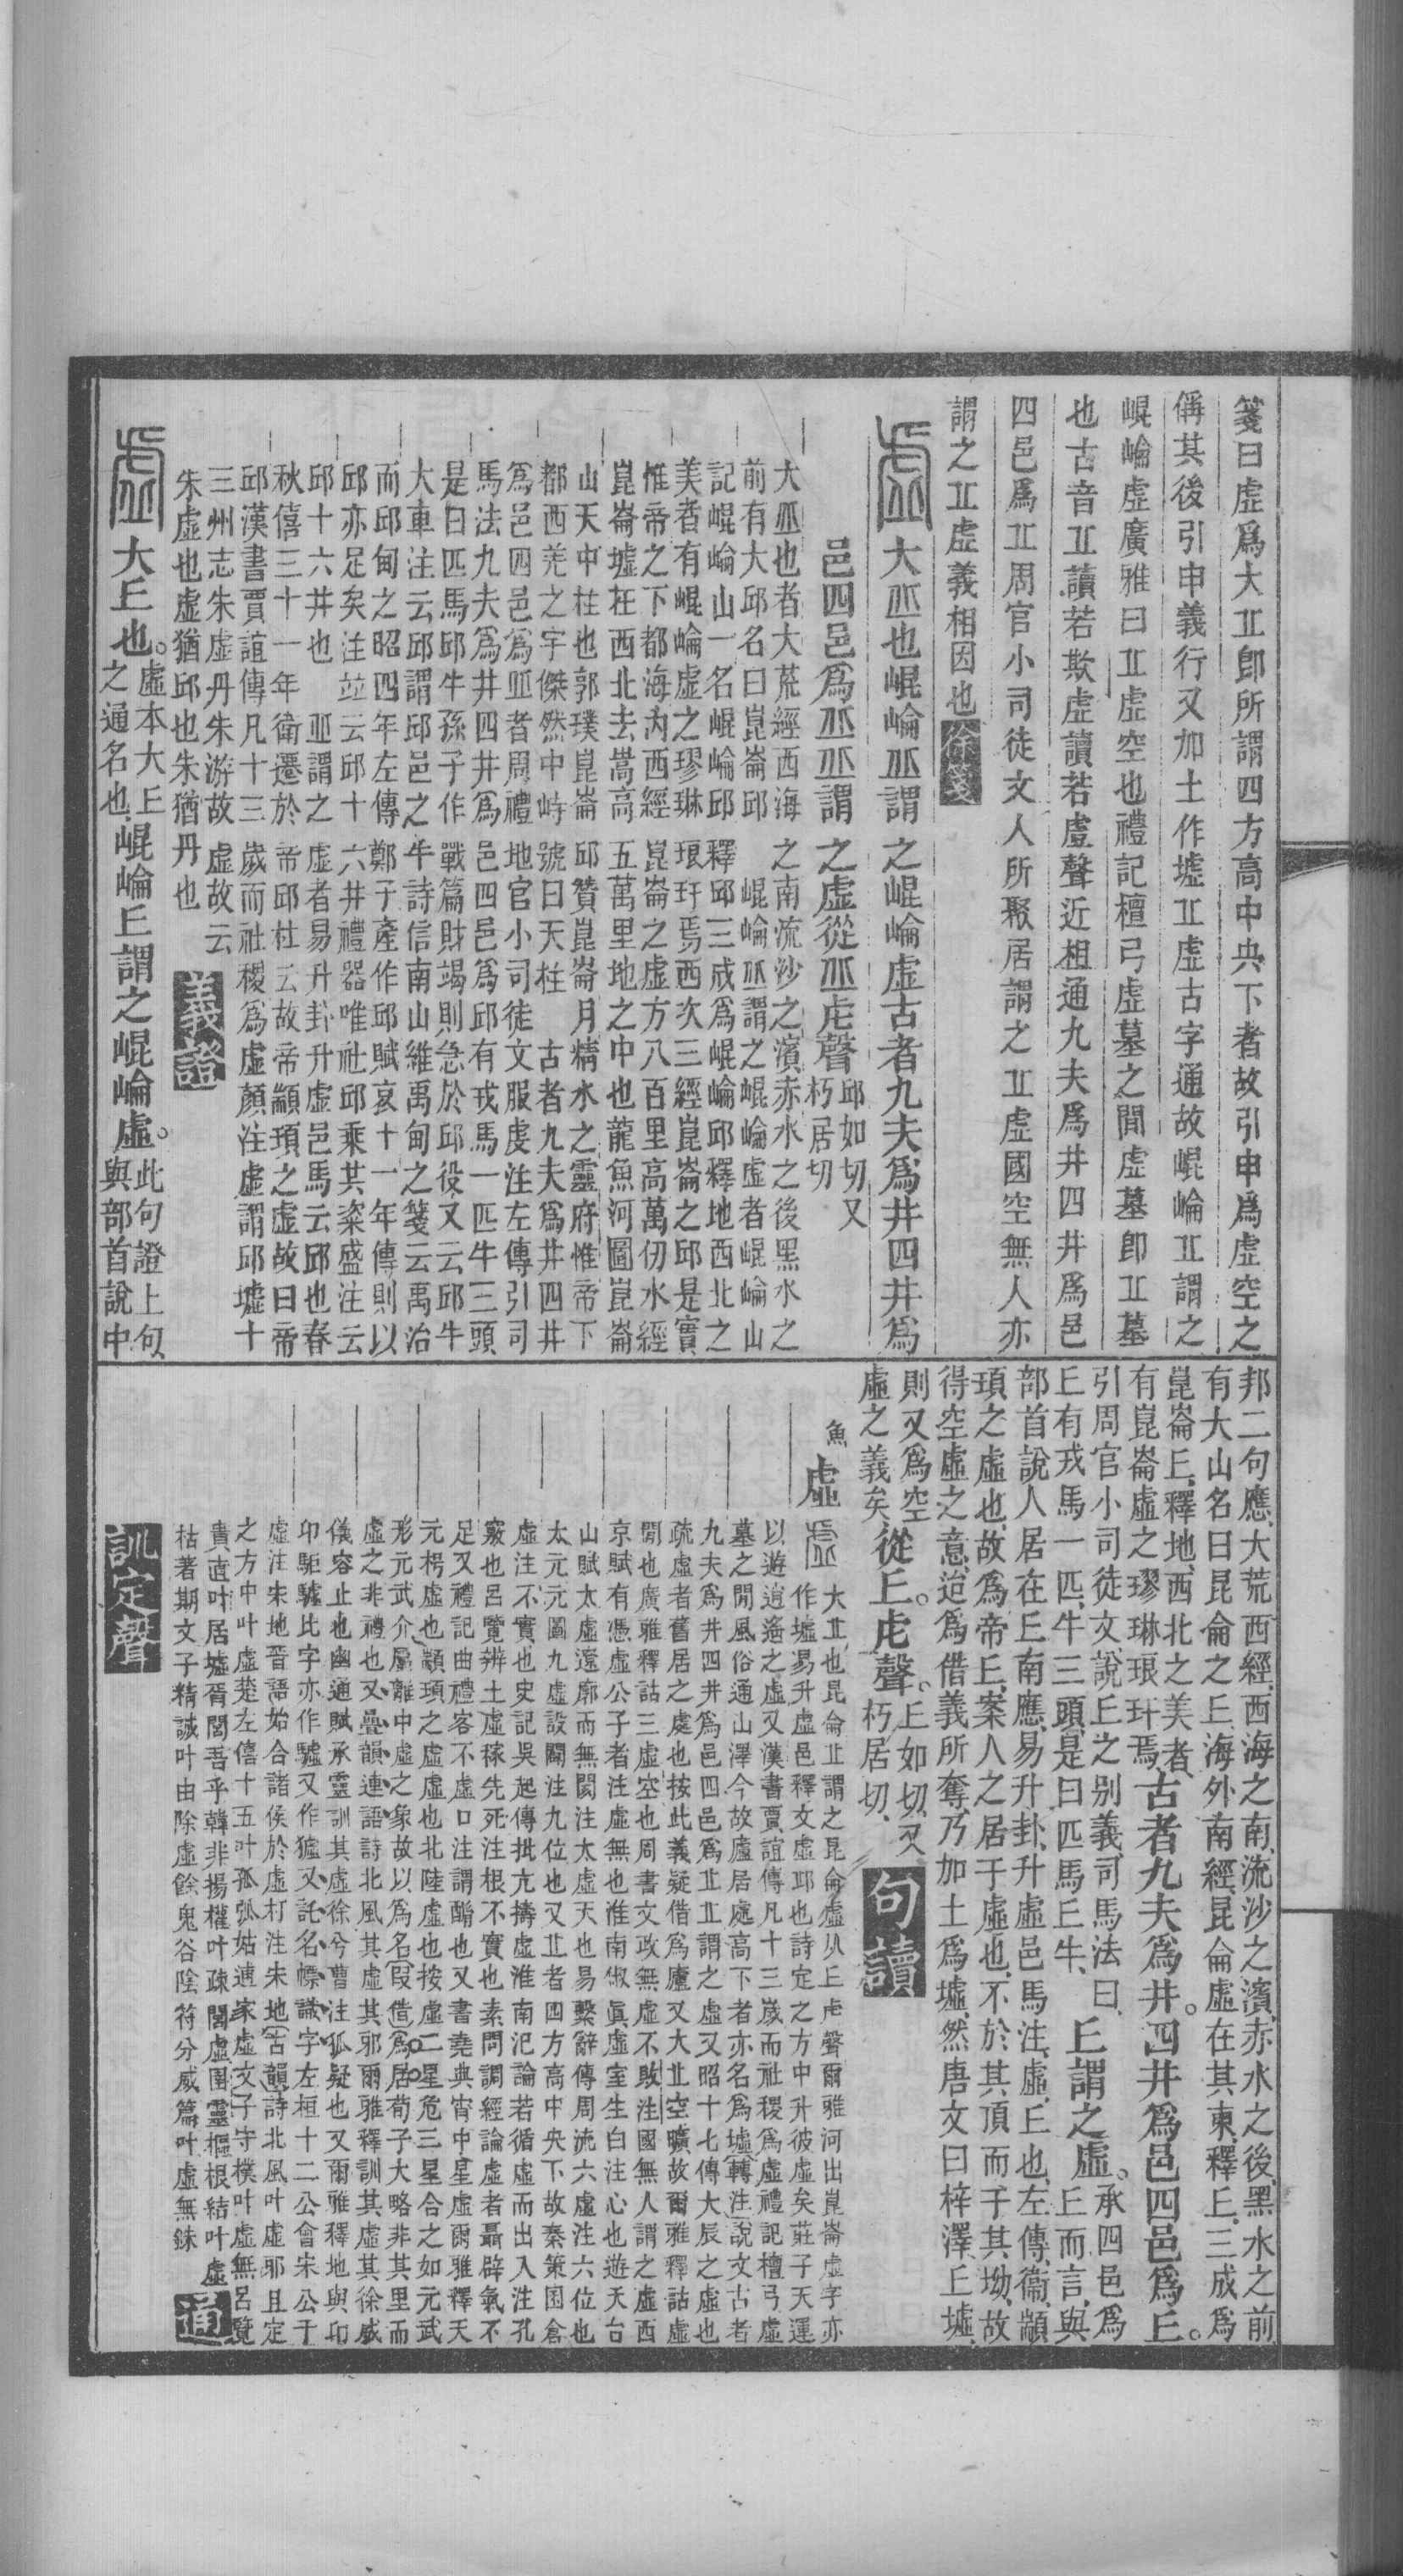 箋曰虛爲大㐀卽所謂四方高中央下者故引申爲虛空之
偁其後引申義行又加土作墟㐀虛古字通故崐崘㐀謂之
崐崘虛廣雅曰㐀虛空也禮記檀弓虛墓之閒虛墓卽㐀墓
也古音㐀讀若欺虛讀若虗聲近相通九夫爲井四井爲邑
四邑爲㐀周官小司徒文人所聚居謂之㐀虛國空無人亦
謂之㐀虛義相因也徐箋
虛大丠也崐崘丠謂之崐崘虛古者九夫爲井四井爲
邑四邑爲丠丠謂之虛從丠虍聲邱如切又
朽居切
大丠也者大荒經西海之南流沙之濱赤水之後黑水之
前有大邱名曰崑崙邱 崐崘丠謂之崐崘虛者崐崘山
記崐崘山一名崐崘邱釋邱三成爲崐崘邱釋地西北之
美者有崐崘虛之璆琳琅玕焉西次三經崑崙之邱是實
惟帝之下都海內西經崑崙之虛方八百里高萬仞水經
崑崙墟在西北去嵩高五萬里地之中也龍魚河圖崑崙
山天中柱也郭璞崑崙邱贊崑崙月精水之靈府惟帝下
都西羌之宇傑然中峙號曰天柱 古者九夫爲井四井
爲邑四邑爲丠者周禮地官小司徒文服虔注左傳引司
馬法九夫爲井四井爲邑四邑爲邱有戎馬一匹牛三頭
是曰匹馬邱牛孫子作戰篇財竭則急於邱役又云邱牛
大車注云邱謂邱邑之牛詩信南山維禹甸之箋云禹治
而邱甸之昭四年左傳鄭子產作邱賦哀十一年傳則以
邱亦足矣注竝云邱十六井禮器唯社邱乘其粢盛注云
邱十六井也 丠謂之虛者易升卦升虛邑馬云邱也春
秋僖三十一年衛遷於帝邱杜云故帝顓頊之虛故曰帝
邱漢書賈誼傳凡十三歲而社稷爲虛顏注虛謂邱墟十
三州志朱虛丹朱游故虛故云
朱虛也虛猶邱也朱猶丹也 義證
虛大丘也。虛本大丘
之通名也崐崘丘謂之崐崘虛。此句證上句、
與部首說中
邦二句應、大荒西經、西海之南、流沙之濱、赤水之後、黑水之前、
有大山名曰昆侖之丘、海外南經、昆侖虛在其東、釋丘、三成爲
崑崙丘、釋地、西北之美者、
有崑崙虛之璆琳琅玕焉、古者九夫爲井。四井爲邑四邑爲丘。
引周官小司徒文、說丘之別義、司馬法曰、
丘有戎馬一匹、牛三頭、是曰匹馬丘牛、丘謂之虛。承四邑爲
丘而言、與
部首說人居在丘南應、易升卦、升虛邑馬注、虛、丘也、左傳、衞、顓
頊之虛也、故爲帝丘、案人之居于虛也、不於其頂而于其坳、故
得空虛之意、迨爲借義所奪、乃加土爲墟、然唐文曰梓澤丘墟、
則又爲空
虛之義矣、從丘。虍聲。丘如切、又
朽居切、句讀
魚
虛 虛 大㐀也昆侖㐀謂之昆侖虛从丘虍聲爾雅河出崑崙虛字亦
作墟易升虛邑釋文虛邱也詩定之方中升彼虛矣莊子天運
以遊逍遙之虛又漢書賈誼傳凡十三歲而社稷爲虛禮記檀弓虛
墓之閒風俗通山澤今故廬居處高下者亦名爲墟(轉注)說文古者
九夫爲井四井爲邑四邑爲㐀㐀謂之虛又昭十七傳大辰之虛也
疏虛者舊居之處也按此義疑借爲廬又大㐀空曠故爾雅釋詁虛
閒也廣雅釋詁三虛空也周書文政無虛不敗注國無人謂之虛西
京賦有憑虛公子者注虛無也淮南俶眞虛室生白注心也遊天台
山賦太虛遼廓而無閡注太虛天也易繫辭傳周流六虛注六位也
太元元圖九虛設闢注九位也又㐀者四方高中央下故秦策囷倉
虛注不實也史記吳起傳批亢擣虛淮南氾論若循虛而出入注孔
竅也呂覽辨土虛稼先死注根不實也素問調經論虛者聶辟氣不
足又禮記曲禮客不虛口注謂酳也又書堯典宵中星虛爾雅釋天
元枵虛也顓頊之虛虛也北陸虛也按虛二星危三星合之如元武
形元武介屬離中虛之象故以爲名(叚借)爲居荀子大略非其里而
虛之非禮也又疊韻連語詩北風其虛其邪爾雅釋訓其虛其徐威
儀容止也幽通賦承靈訓其虛徐兮曹注狐疑也又爾雅釋地與卭
卭駏驉比字亦作驉又作獹又託名幖識字左桓十二公會宋公于
虛注宋地晉語始合諸侯於虛朾注宋地(古韻)詩北風叶虛邪且定
之方中叶虛楚左僖十五叶孤弧姑逋家虛文子守樸叶虛無呂覽
貴直叶居墟胥閭吾乎韓非揚權叶疎閭虛圄靈樞根結叶虛
枯著期文子精誠叶由除虛餘鬼谷陰符分威篇叶虛無銖 通
訓定聲